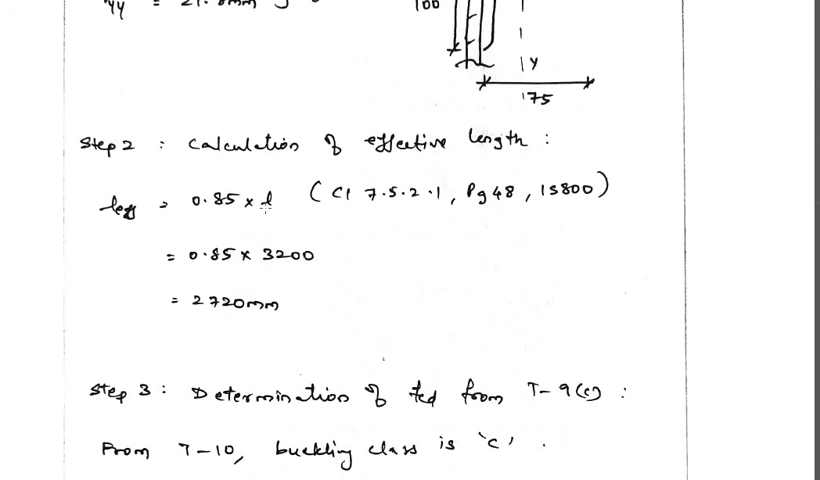 100
175
Step 2 : Calculation of effective length :
leff = 0.85 × l (Cl 7.5.2.1, Pg 48, IS800)
= 0.85 × 3200
= 2720mm
Step 3 : Determination of fcd from T-9(c) :
From T-10, buckling class is 'c'.